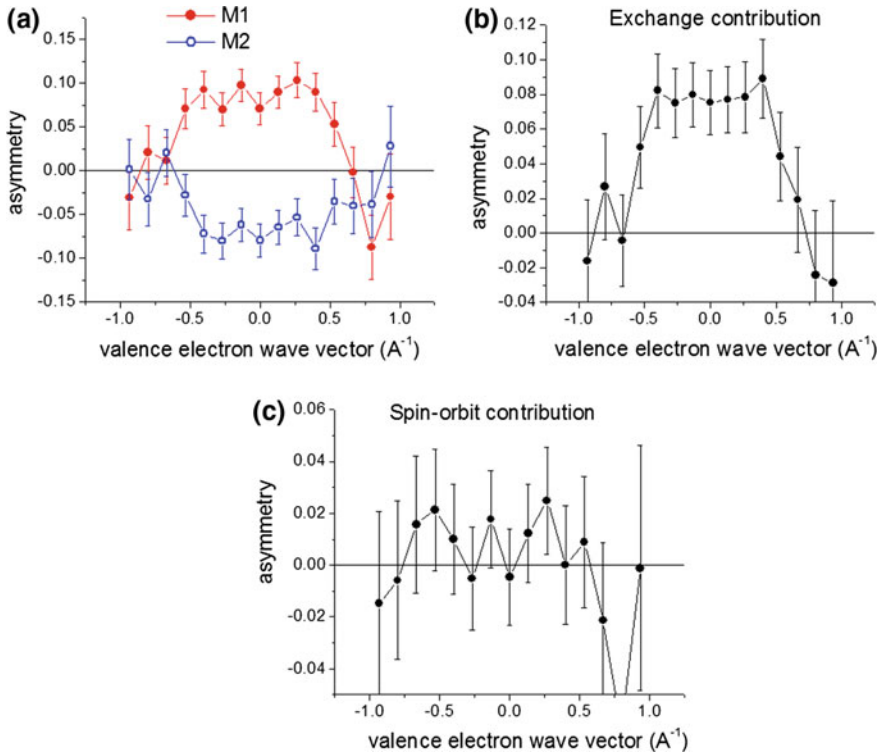 (a)
M1
M2
0.15
0.10
0.05
0.00
-0.05
-0.10
-0.15
asymmetry
-1.0 -0.5 0.0 0.5 1.0
valence electron wave vector (A⁻¹)
(b)
Exchange contribution
0.12
0.10
0.08
0.06
0.04
0.02
0.00
-0.02
-0.04
asymmetry
-1.0 -0.5 0.0 0.5 1.0
valence electron wave vector (A⁻¹)
(c)
Spin-orbit contribution
0.06
0.04
0.02
0.00
-0.02
-0.04
asymmetry
-1.0 -0.5 0.0 0.5 1.0
valence electron wave vector (A⁻¹)